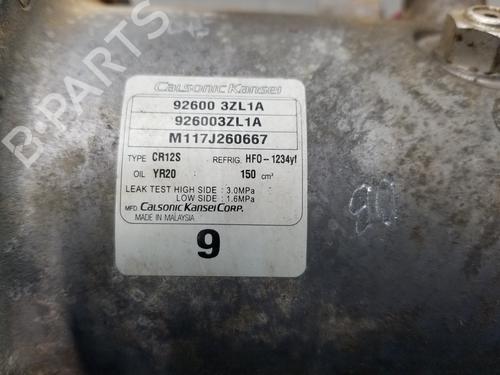 Calsonic Kansei
92600 3ZL1A
926003ZL1A
M117J260667
TYPE CR12S REFRIG. HFO-1234yf
OIL YR20 150 cm³
LEAK TEST HIGH SIDE : 3.0MPa
LOW SIDE : 1.6MPa
MFD. CALSONIC KANSEI CORP.
MADE IN MALAYSIA
9
B-PARTS